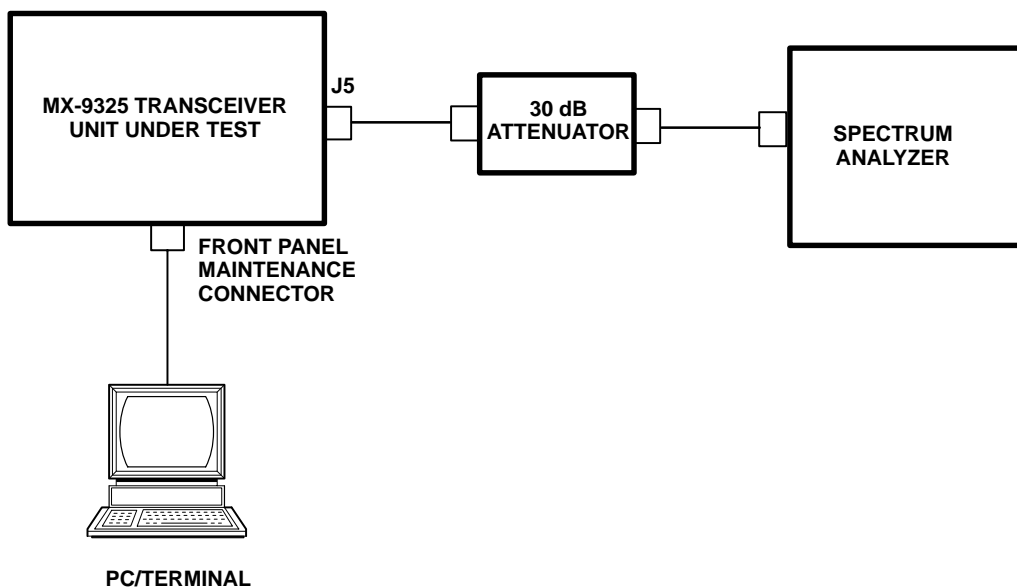 MX-9325 TRANSCEIVER
UNIT UNDER TEST
J5
30 dB
ATTENUATOR
SPECTRUM
ANALYZER
FRONT PANEL
MAINTENANCE
CONNECTOR
PC/TERMINAL